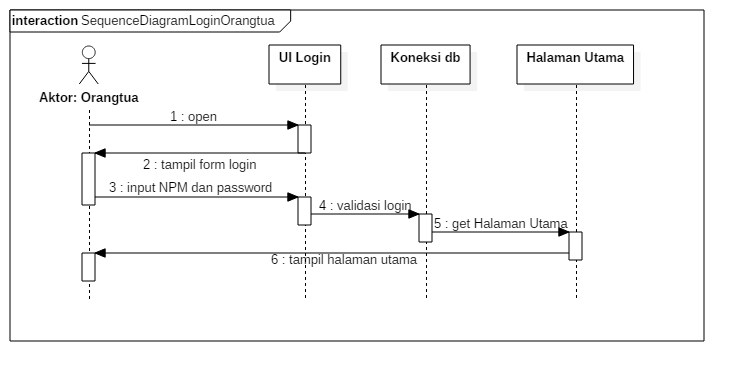 interaction SequenceDiagramLoginOrangtua
UI Login
Koneksi db
Halaman Utama
Aktor: Orangtua
1 : open
2 : tampil form login
3 : input NPM dan password
4 : validasi login
5 : get Halaman Utama
6 : tampil halaman utama